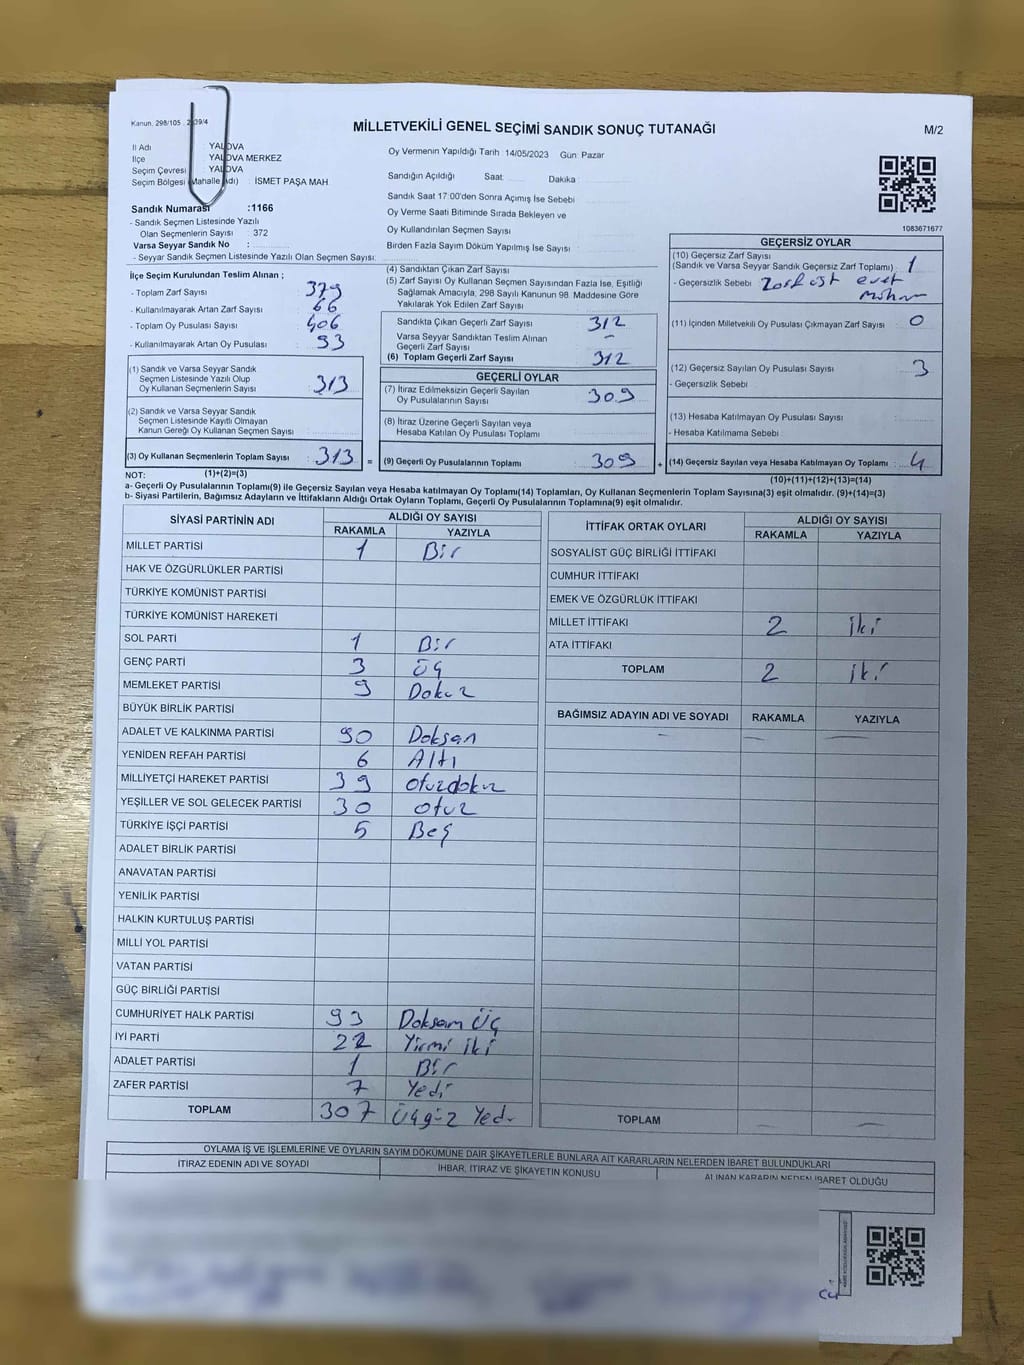 Kanun. 298/105
MİLLETVEKİLİ GENEL SEÇİMİ SANDIK SONUÇ TUTANAĞI
M/2
İl Adı YALOVA
İlçe YALOVA MERKEZ
Seçim Çevresi YALOVA
Seçim Bölgesi (Mahalle Adı) : İSMET PAŞA MAH
Oy Vermenin Yapıldığı Tarih 14/05/2023 Gün: Pazar
Sandığın Açıldığı Saat: Dakika
Sandık Saat 17:00'den Sonra Açımış İse Sebebi
Oy Verme Saati Bitiminde Sırada Bekleyen ve
Oy Kullandırılan Seçmen Sayısı
Birden Fazla Sayım Döküm Yapılmış İse Sayısı
Sandık Numarası :1166
- Sandık Seçmen Listesinde Yazılı
Olan Seçmenlerin Sayısı : 372
Varsa Seyyar Sandık No :
- Seyyar Sandık Seçmen Listesinde Yazılı Olan Seçmen Sayısı:
1083671677
İlçe Seçim Kurulundan Teslim Alınan ;
- Toplam Zarf Sayısı 379
- Kullanılmayarak Artan Zarf Sayısı 66
- Toplam Oy Pusulası Sayısı 406
- Kullanılmayarak Artan Oy Pusulası 93
(1) Sandık ve Varsa Seyyar Sandık
Seçmen Listesinde Yazılı Olup
Oy Kullanan Seçmenlerin Sayısı 313
(2) Sandık ve Varsa Seyyar Sandık
Seçmen Listesinde Kayıtlı Olmayan
Kanun Gereği Oy Kullanan Seçmen Sayısı
(3) Oy Kullanan Seçmenlerin Toplam Sayısı : 313
(4) Sandıktan Çıkan Zarf Sayısı
(5) Zarf Sayısı Oy Kullanan Seçmen Sayısından Fazla İse, Eşitliği
Sağlamak Amacıyla, 298 Sayılı Kanunun 98. Maddesine Göre
Yakılarak Yok Edilen Zarf Sayısı
Sandıkta Çıkan Geçerli Zarf Sayısı 312
Varsa Seyyar Sandıktan Teslim Alınan
Geçerli Zarf Sayısı –
(6) Toplam Geçerli Zarf Sayısı 312
GEÇERLİ OYLAR
(7) İtiraz Edilmeksizin Geçerli Sayılan
Oy Pusulalarının Sayısı 309
(8) İtiraz Üzerine Geçerli Sayılan veya
Hesaba Katılan Oy Pusulası Toplamı
= (9) Geçerli Oy Pusulalarının Toplamı 309
GEÇERSİZ OYLAR
(10) Geçersiz Zarf Sayısı
(Sandık ve Varsa Seyyar Sandık Geçersiz Zarf Toplamı) 1
- Geçersizlik Sebebi evet
(11) İçinden Milletvekili Oy Pusulası Çıkmayan Zarf Sayısı 0
(12) Geçersiz Sayılan Oy Pusulası Sayısı 3
- Geçersizlik Sebebi
(13) Hesaba Katılmayan Oy Pusulası Sayısı
- Hesaba Katılmama Sebebi
+ (14) Geçersiz Sayılan veya Hesaba Katılmayan Oy Toplamı : 4
NOT: (1)+(2)=(3) (10)+(11)+(12)+(13)=(14)
a- Geçerli Oy Pusulalarının Toplamı(9) ile Geçersiz Sayılan veya Hesaba katılmayan Oy Toplamı(14) Toplamları, Oy Kullanan Seçmenlerin Toplam Sayısına(3) eşit olmalıdır. (9)+(14)=(3)
b- Siyasi Partilerin, Bağımsız Adayların ve İttifakların Aldığı Ortak Oyların Toplamı, Geçerli Oy Pusulalarının Toplamına(9) eşit olmalıdır.
SİYASİ PARTİNİN ADI ALDIĞI OY SAYISI
RAKAMLA YAZIYLA
MİLLET PARTİSİ 1 Bir
HAK VE ÖZGÜRLÜKLER PARTİSİ
TÜRKİYE KOMÜNİST PARTİSİ
TÜRKİYE KOMÜNİST HAREKETİ
SOL PARTİ 1 Bir
GENÇ PARTİ 3 üç
MEMLEKET PARTİSİ 9 Dokuz
BÜYÜK BİRLİK PARTİSİ
ADALET VE KALKINMA PARTİSİ 90 Doksan
YENİDEN REFAH PARTİSİ 6 Altı
MİLLİYETÇİ HAREKET PARTİSİ 39 otuzdokuz
YEŞİLLER VE SOL GELECEK PARTİSİ 30 otuz
TÜRKİYE İŞÇİ PARTİSİ 5 Beş
ADALET BİRLİK PARTİSİ
ANAVATAN PARTİSİ
YENİLİK PARTİSİ
HALKIN KURTULUŞ PARTİSİ
MİLLİ YOL PARTİSİ
VATAN PARTİSİ
GÜÇ BİRLİĞİ PARTİSİ
CUMHURİYET HALK PARTİSİ 93 Doksan Üç
İYİ PARTİ 22 Yirmi iki
ADALET PARTİSİ 1 Bir
ZAFER PARTİSİ 7 Yedi
TOPLAM 307 Üçyüz Yedi
İTTİFAK ORTAK OYLARI ALDIĞI OY SAYISI
RAKAMLA YAZIYLA
SOSYALİST GÜÇ BİRLİĞİ İTTİFAKI
CUMHUR İTTİFAKI
EMEK VE ÖZGÜRLÜK İTTİFAKI
MİLLET İTTİFAKI 2 iki
ATA İTTİFAKI
TOPLAM 2 iki
BAĞIMSIZ ADAYIN ADI VE SOYADI RAKAMLA YAZIYLA
– – –
TOPLAM – –
OYLAMA İŞ VE İŞLEMLERİNE VE OYLARIN SAYIM DÖKÜMÜNE DAİR ŞİKAYETLERLE BUNLARA AİT KARARLARIN NELERDEN İBARET BULUNDUKLARI
İTİRAZ EDENİN ADI VE SOYADI İHBAR, İTİRAZ VE ŞİKAYETİN KONUSU ALINAN KARARIN NEDEN İBARET OLDUĞU